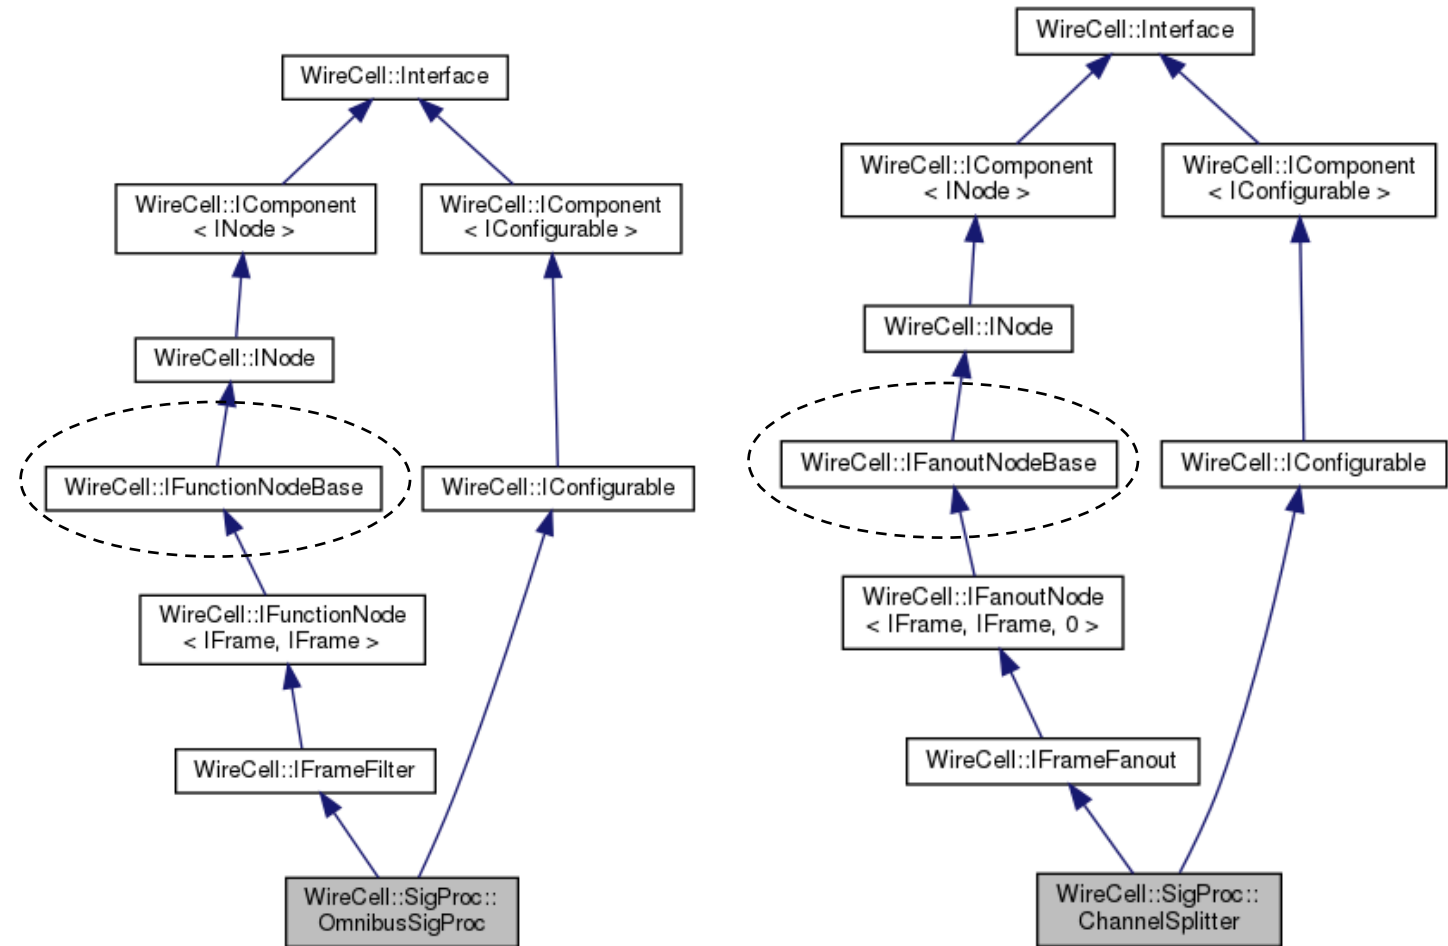 WireCell::Interface
WireCell::IComponent
< INode >
WireCell::IComponent
< IConfigurable >
WireCell::INode
WireCell::IFunctionNodeBase
WireCell::IConfigurable
WireCell::IFunctionNode
< IFrame, IFrame >
WireCell::IFrameFilter
WireCell::SigProc::
OmnibusSigProc
WireCell::Interface
WireCell::IComponent
< INode >
WireCell::IComponent
< IConfigurable >
WireCell::INode
WireCell::IFanoutNodeBase
WireCell::IConfigurable
WireCell::IFanoutNode
< IFrame, IFrame, 0 >
WireCell::IFrameFanout
WireCell::SigProc::
ChannelSplitter